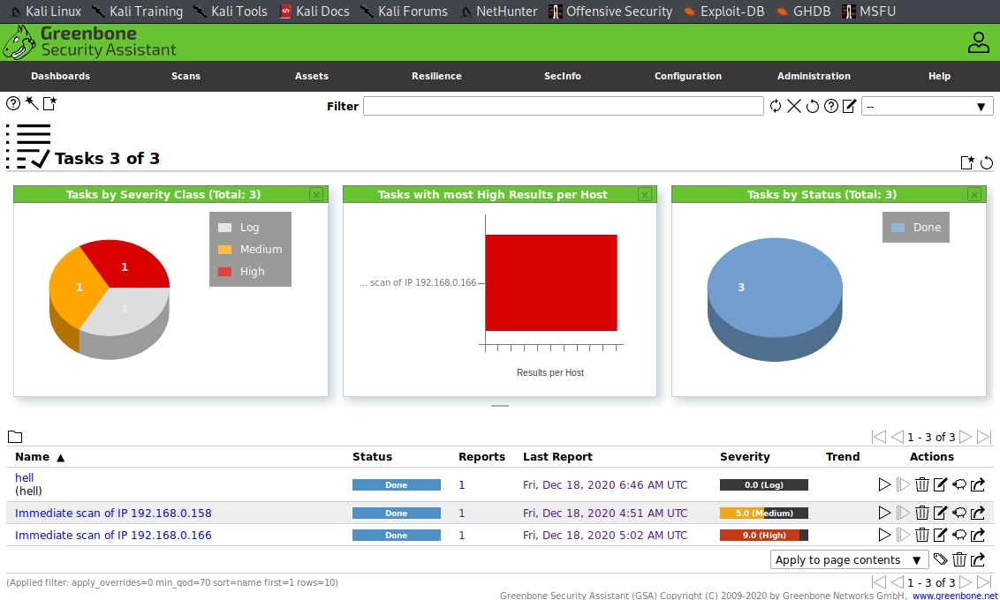 Kali Linux Kali Training Kali Tools Kali Docs Kali Forums NetHunter Offensive Security Exploit-DB GHDB MSFU
Greenbone
Security Assistant
Dashboards Scans Assets Resilience SecInfo Configuration Administration Help
Filter --
Tasks 3 of 3
Tasks by Severity Class (Total: 3) Tasks with most High Results per Host Tasks by Status (Total: 3)
Log Done
Medium
High
1
1
1
... scan of IP 192.168.0.166
3
Results per Host
1 - 3 of 3
Name ▲ Status Reports Last Report Severity Trend Actions
hell
(hell) Done 1 Fri, Dec 18, 2020 6:46 AM UTC 0.0 (Log)
Immediate scan of IP 192.168.0.158 Done 1 Fri, Dec 18, 2020 4:51 AM UTC 5.0 (Medium)
Immediate scan of IP 192.168.0.166 Done 1 Fri, Dec 18, 2020 5:02 AM UTC 9.0 (High)
Apply to page contents ▼
(Applied filter: apply_overrides=0 min_qod=70 sort=name first=1 rows=10) 1 - 3 of 3
Greenbone Security Assistant (GSA) Copyright (C) 2009-2020 by Greenbone Networks GmbH, www.greenbone.net